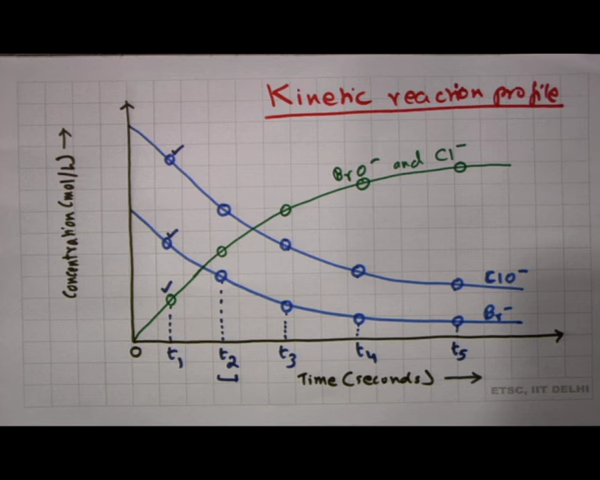 Kinetic reaction profile
Concentration (mol/L) →
BrO⁻ and Cl⁻
ClO⁻
Br⁻
0 t₁ t₂ t₃ t₄ t₅
Time (seconds) →
ETSC, IIT DELHI